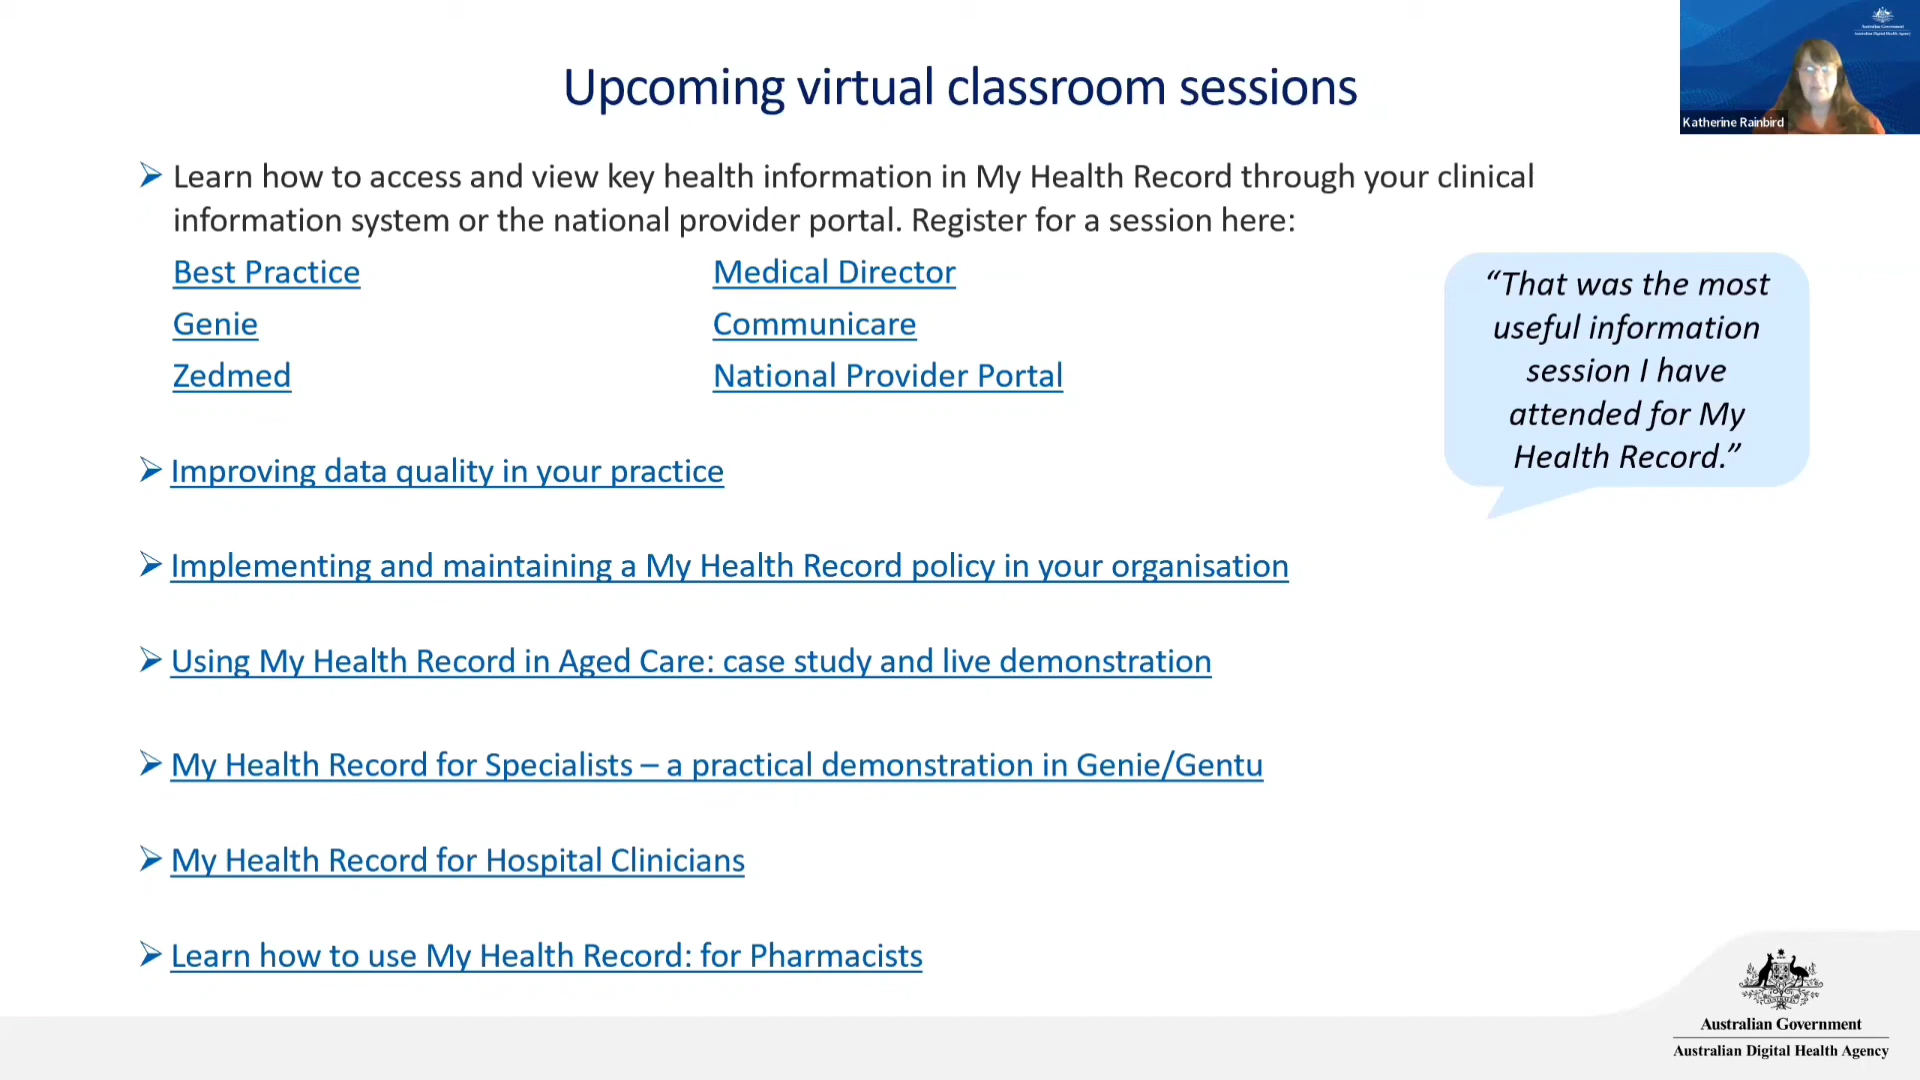 Upcoming virtual classroom sessions
Katherine Rainbird
Learn how to access and view key health information in My Health Record through your clinical
information system or the national provider portal. Register for a session here:
Best Practice
Medical Director
Genie
Communicare
Zedmed
National Provider Portal
“That was the most
useful information
session I have
attended for My
Health Record.”
Improving data quality in your practice
Implementing and maintaining a My Health Record policy in your organisation
Using My Health Record in Aged Care: case study and live demonstration
My Health Record for Specialists – a practical demonstration in Genie/Gentu
My Health Record for Hospital Clinicians
Learn how to use My Health Record: for Pharmacists
Australian Government
Australian Digital Health Agency